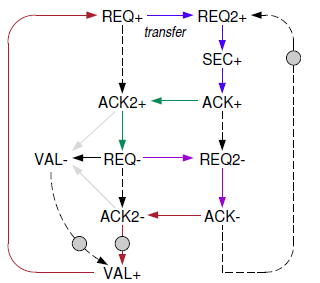 REQ+ REQ2+
transfer
SEC+
ACK2+ ACK+
VAL- REQ- REQ2-
ACK2- ACK-
VAL+